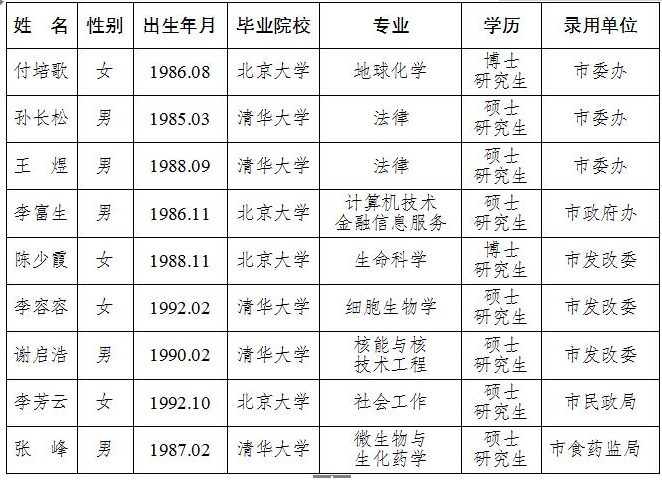 姓 名 性别 出生年月 毕业院校 专业 学历 录用单位
付培歌 女 1986.08 北京大学 地球化学 博士研究生 市委办
孙长松 男 1985.03 清华大学 法律 硕士研究生 市委办
王 煜 男 1988.09 清华大学 法律 硕士研究生 市委办
李富生 男 1986.11 北京大学 计算机技术金融信息服务 硕士研究生 市政府办
陈少霞 女 1988.11 北京大学 生命科学 博士研究生 市发改委
李容容 女 1992.02 清华大学 细胞生物学 硕士研究生 市发改委
谢启浩 男 1990.02 清华大学 核能与核技术工程 硕士研究生 市发改委
李芳云 女 1992.10 北京大学 社会工作 硕士研究生 市民政局
张 峰 男 1987.02 清华大学 微生物与生化药学 硕士研究生 市食药监局